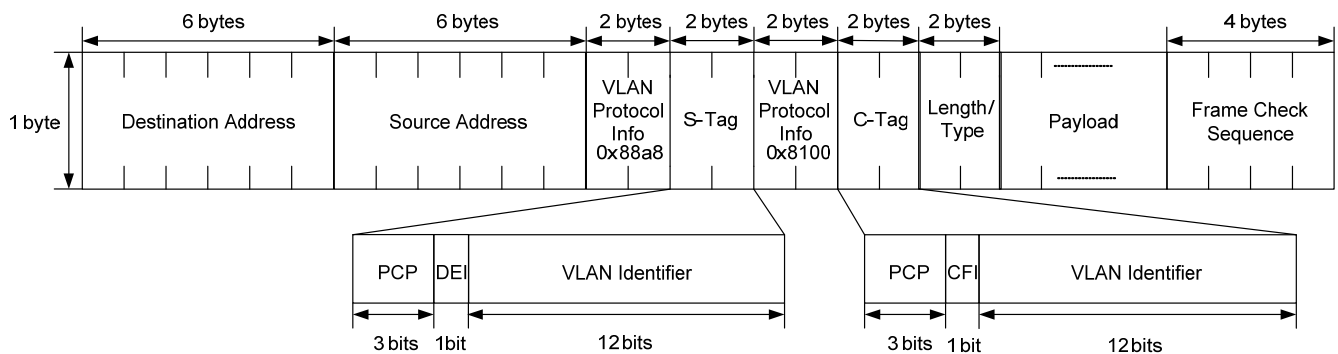 6 bytes 6 bytes 2 bytes 2 bytes 2 bytes 2 bytes 2 bytes 4 bytes
1 byte
Destination Address
Source Address
VLAN
Protocol
Info
0x88a8
S-Tag
VLAN
Protocol
Info
0x8100
C-Tag
Length/
Type
Payload
Frame Check
Sequence
PCP DEI VLAN Identifier
PCP CFI VLAN Identifier
3 bits 1bit 12bits
3 bits 1 bit 12bits